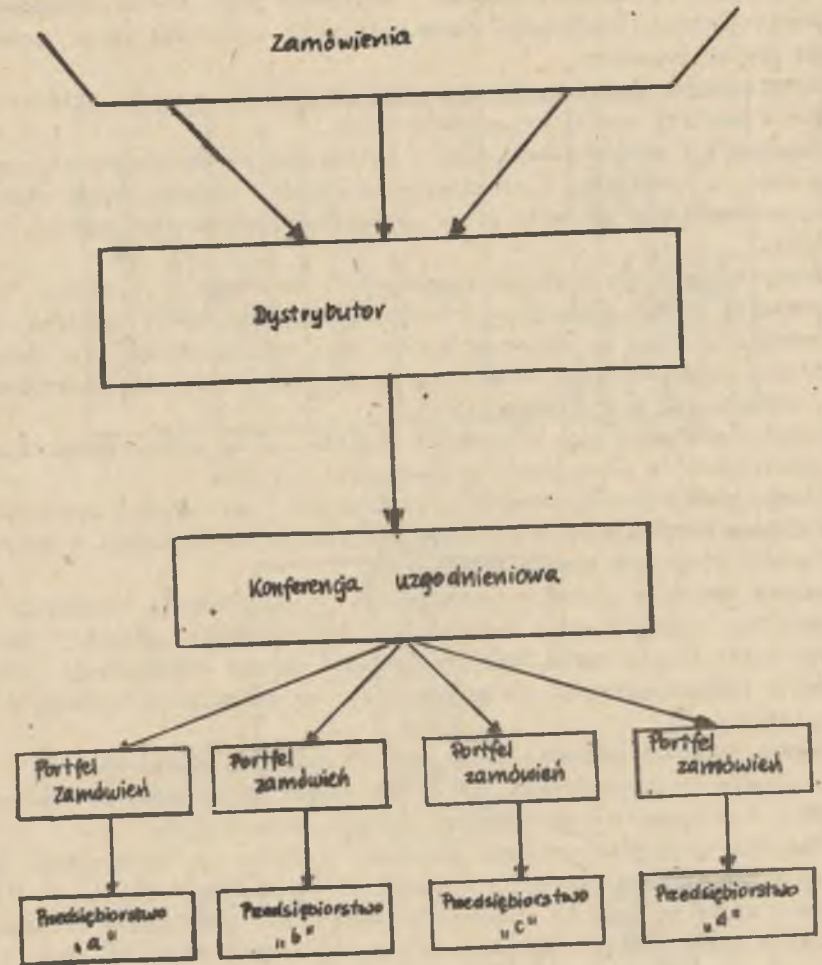 Zamówienia
Dystrybutor
Konferencja uzgodnieniowa
Portfel
Zamówień
Portfel
zamówień
Portfel
zamówień
Portfel
zamówień
Przedsiębiorstwo
„a"
Przedsiębiorstwo
„b"
Przedsiębiorstwo
„c"
Przedsiębiorstwo
„d"